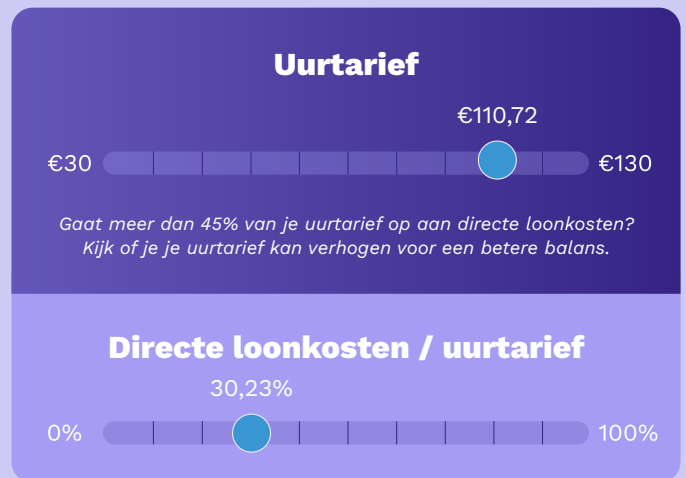 Uurtarief
€110,72
€30
€130
Gaat meer dan 45% van je uurtarief op aan directe loonkosten?
Kijk of je je uurtarief kan verhogen voor een betere balans.
Directe loonkosten / uurtarief
30,23%
0%
100%